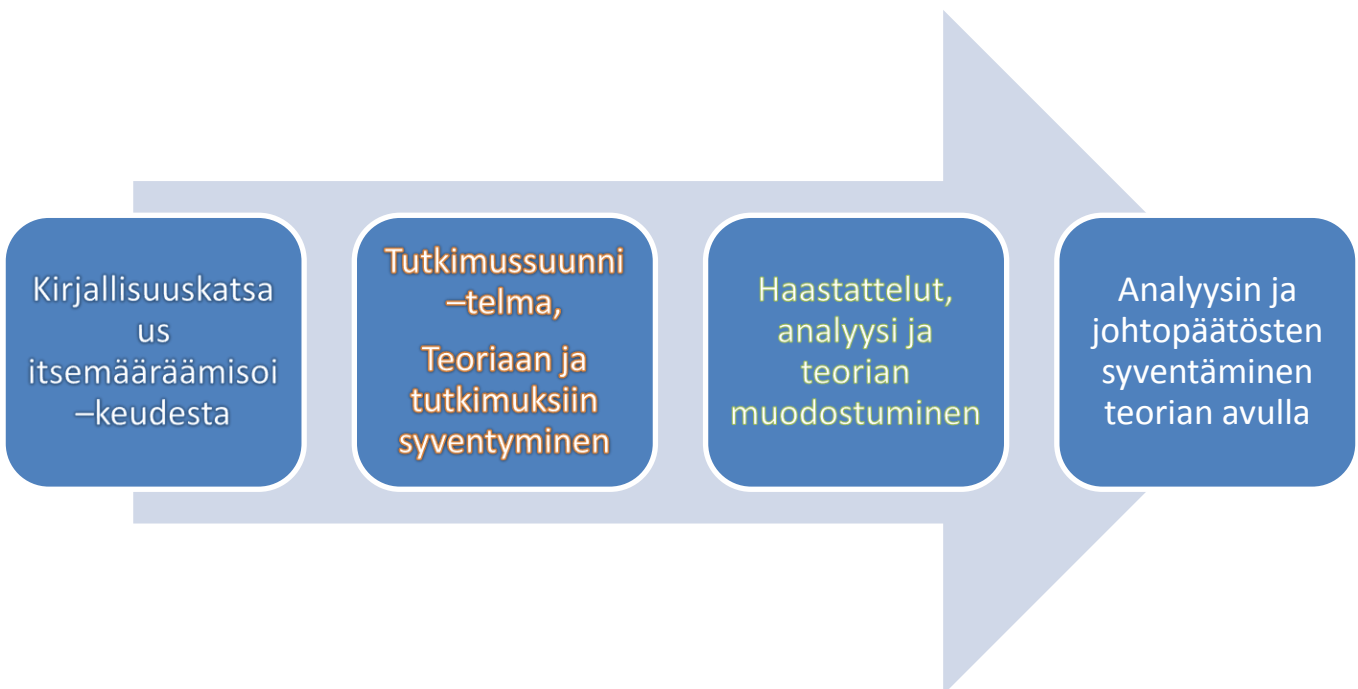 Kirjallisuuskatsa
us
itsemääräämisoi
–keudesta
Tutkimussuunni
–telma,
Teoriaan ja
tutkimuksiin
syventyminen
Haastattelut,
analyysi ja
teorian
muodostuminen
Analyysin ja
johtopäätösten
syventäminen
teorian avulla